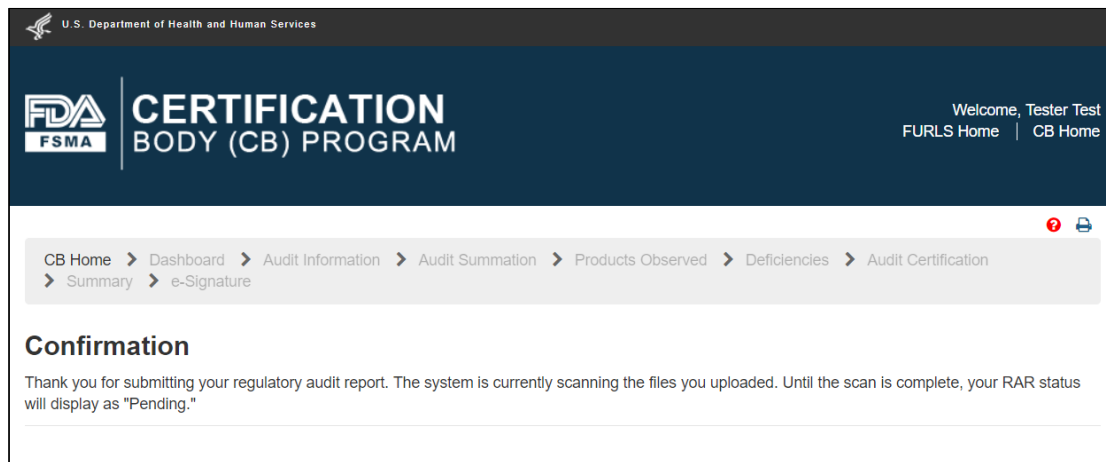 U.S. Department of Health and Human Services
FDA
FSMA
CERTIFICATION
BODY (CB) PROGRAM
Welcome, Tester Test
FURLS Home | CB Home
CB Home > Dashboard > Audit Information > Audit Summation > Products Observed > Deficiencies > Audit Certification
> Summary > e-Signature
Confirmation
Thank you for submitting your regulatory audit report. The system is currently scanning the files you uploaded. Until the scan is complete, your RAR status
will display as "Pending."